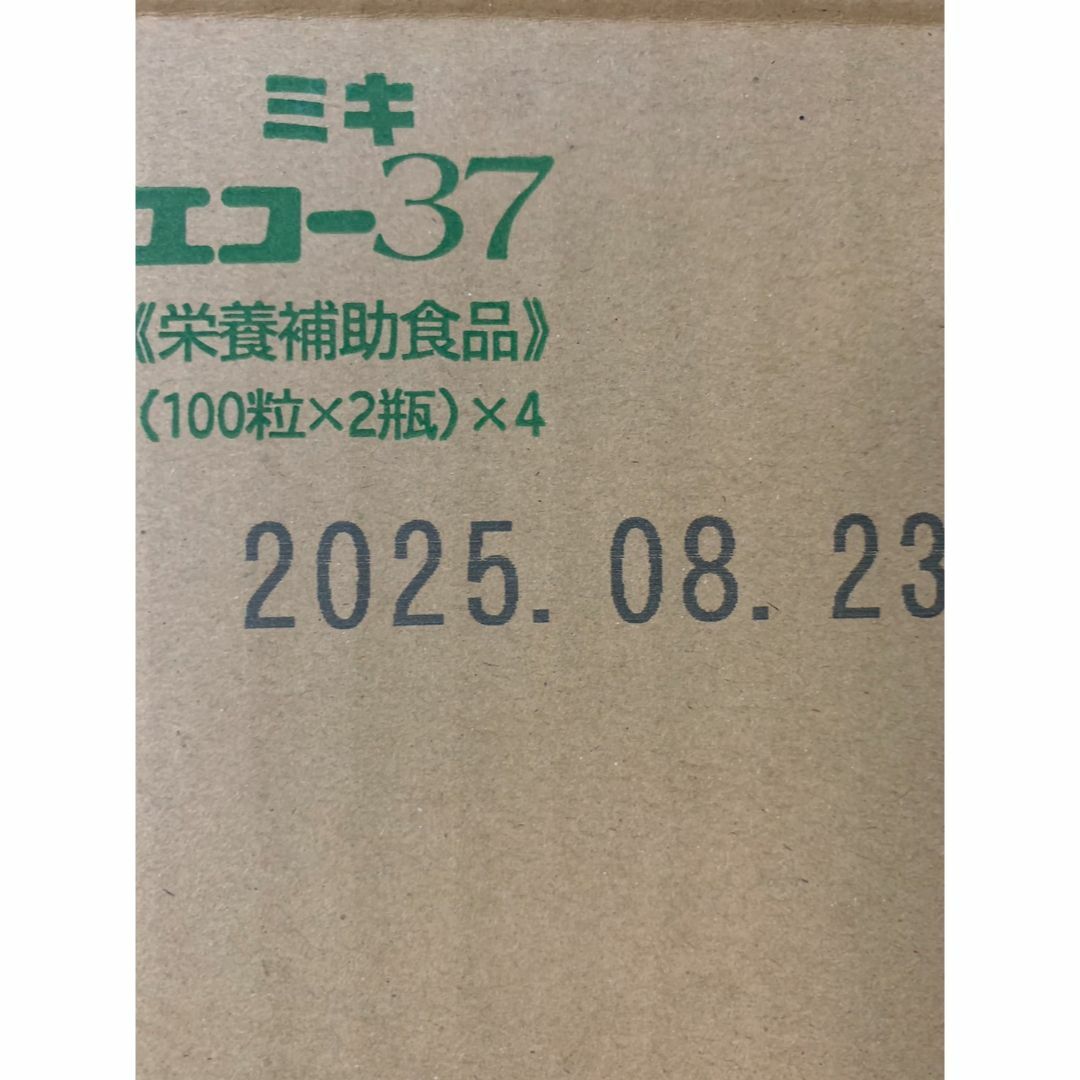 ミキ
エコー37
《栄養補助食品》
(100粒×2瓶)×4
2025.08.23